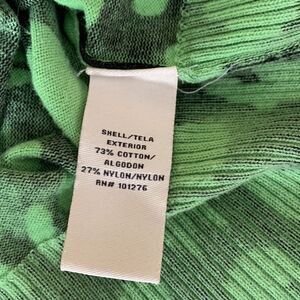 SHELL/TELA
EXTERIOR
73% COTTON/
ALGODON
27% NYLON/NYLON
RN# 101276